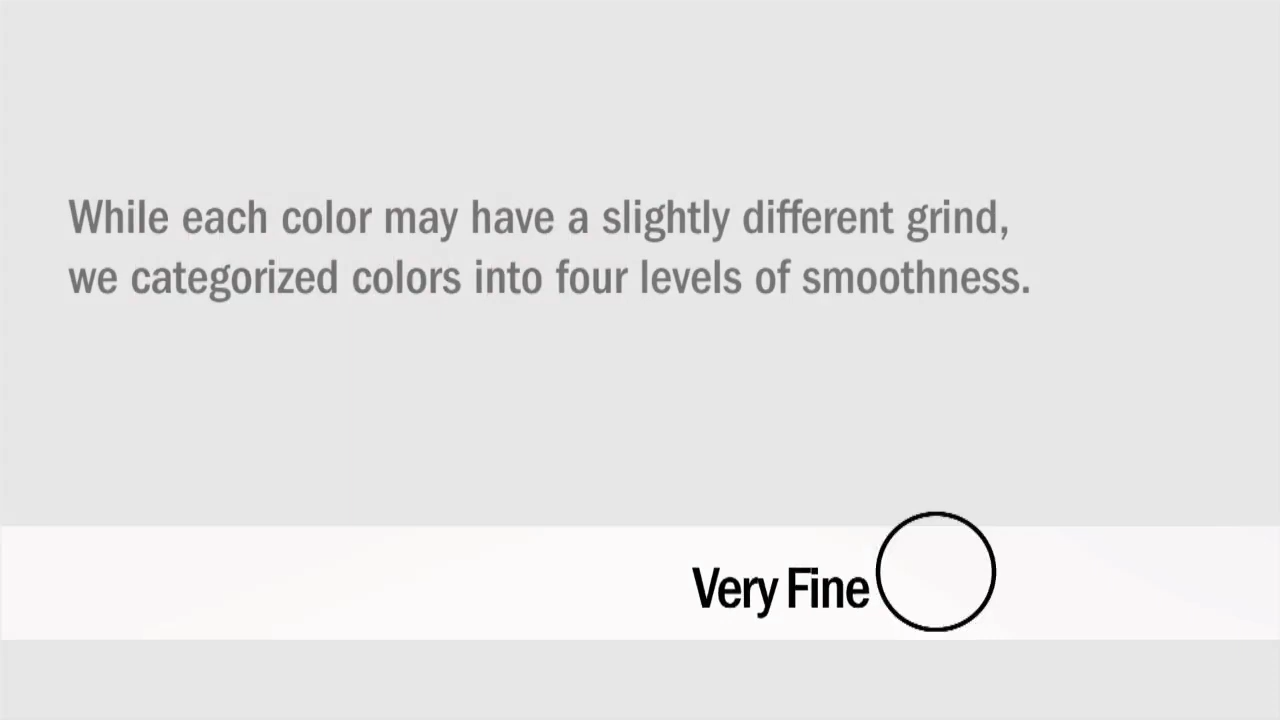 While each color may have a slightly different grind,
we categorized colors into four levels of smoothness.
Very Fine